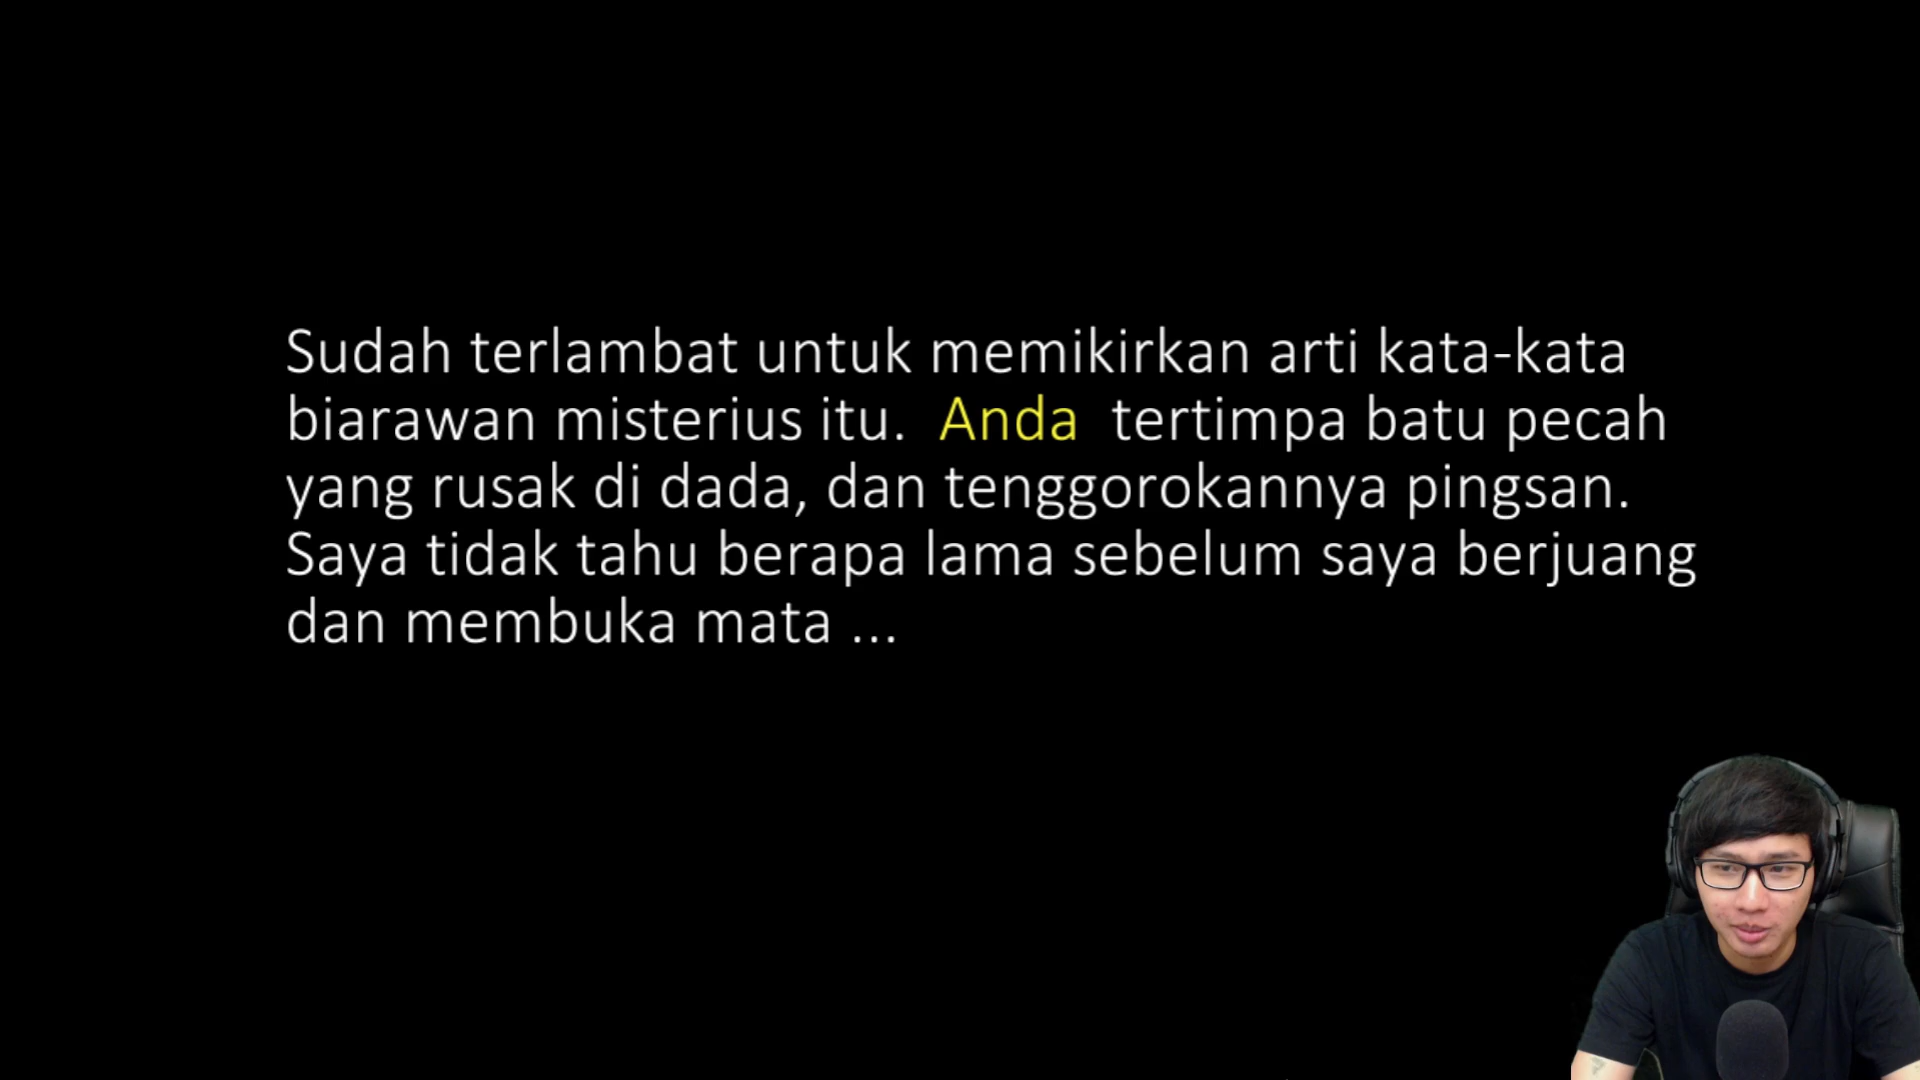 Sudah terlambat untuk memikirkan arti kata-kata
biarawan misterius itu. Anda tertimpa batu pecah
yang rusak di dada, dan tenggorokannya pingsan.
Saya tidak tahu berapa lama sebelum saya berjuang
dan membuka mata ...